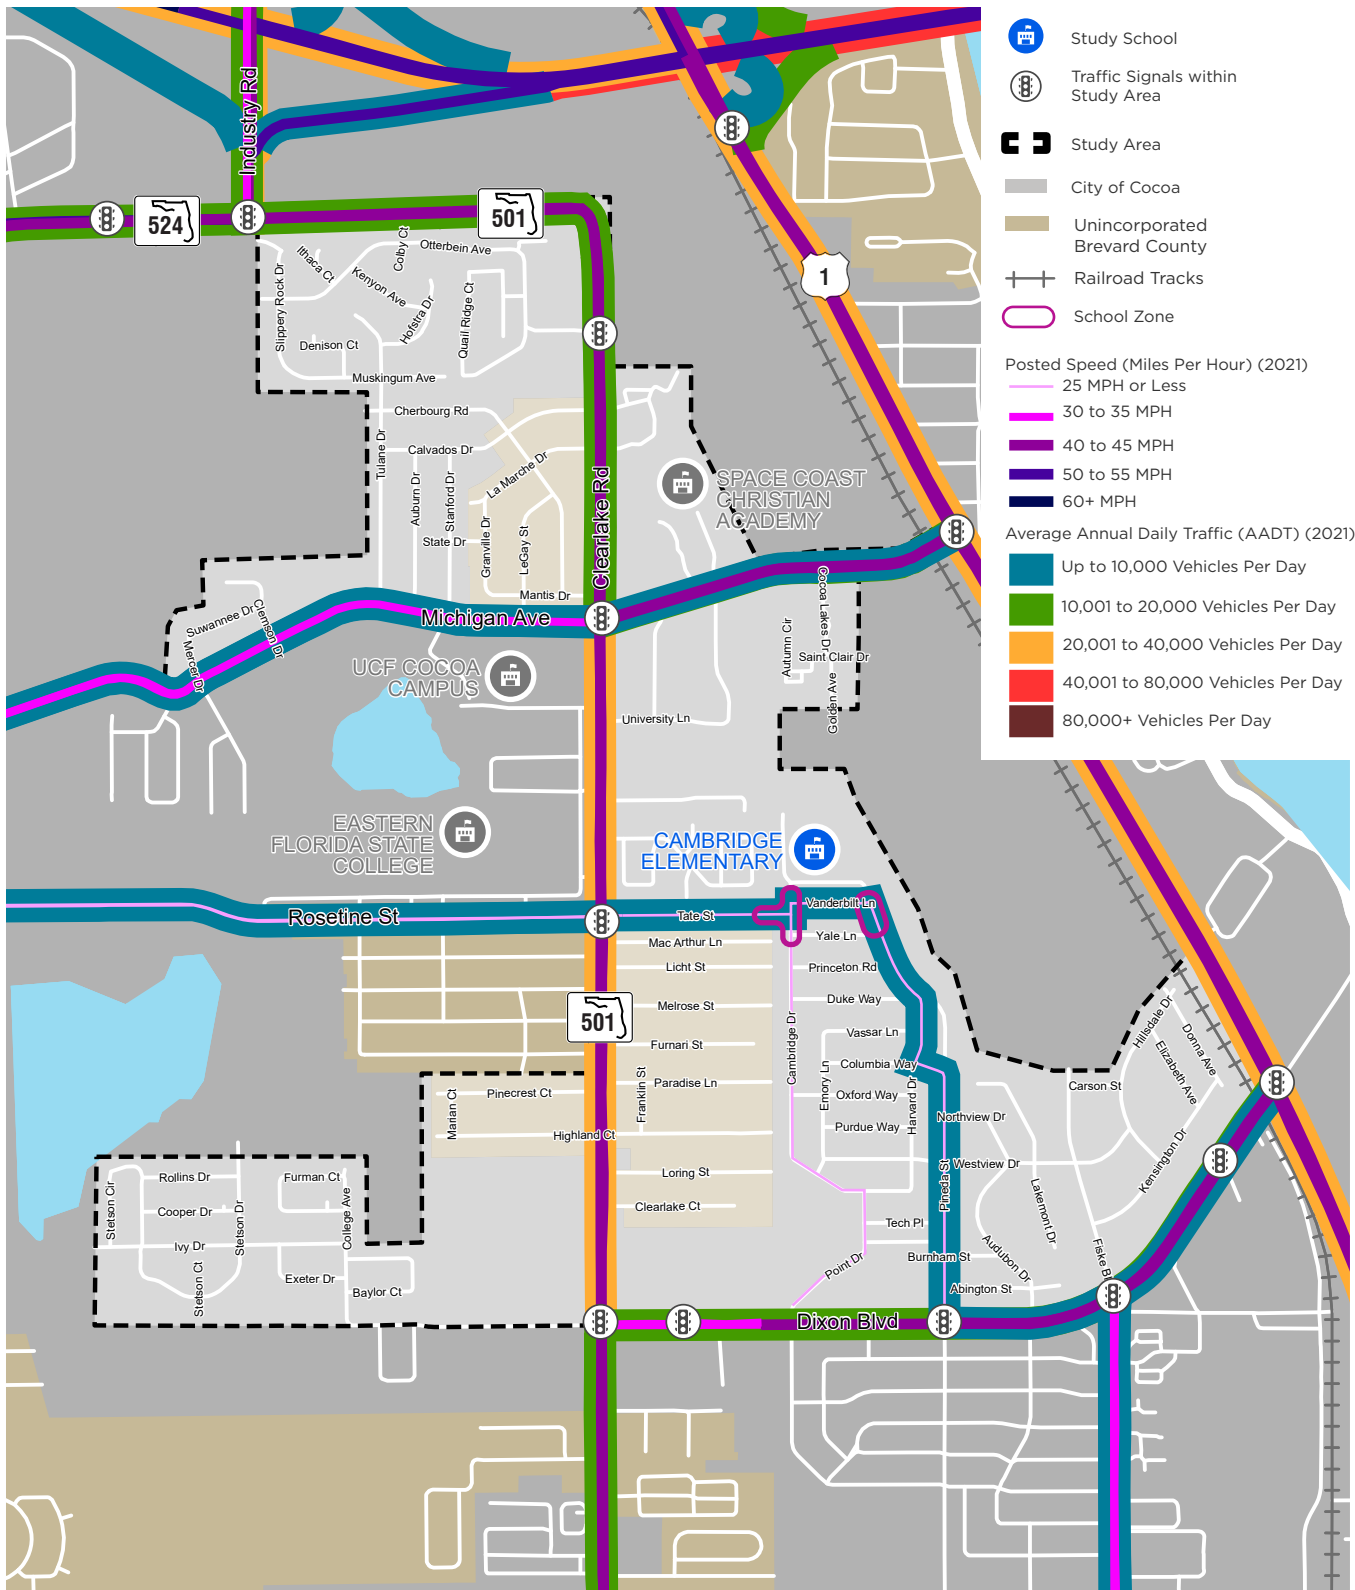 Study School
Traffic Signals within
Study Area
Study Area
City of Cocoa
Unincorporated
Brevard County
Railroad Tracks
School Zone
Posted Speed (Miles Per Hour) (2021)
25 MPH or Less
30 to 35 MPH
40 to 45 MPH
50 to 55 MPH
60+ MPH
Average Annual Daily Traffic (AADT) (2021)
Up to 10,000 Vehicles Per Day
10,001 to 20,000 Vehicles Per Day
20,001 to 40,000 Vehicles Per Day
40,001 to 80,000 Vehicles Per Day
80,000+ Vehicles Per Day
Industry Rd
524
501
1
Colby Ct
Otterbein Ave
Ithaca Ct
Kenyon Ave
Slippery Rock Dr
Hofstra Dr
Quail Ridge Ct
Denison Ct
Muskingum Ave
Cherbourg Rd
Tulane Dr
Calvados Dr
La Marche Dr
Auburn Dr
Stanford Dr
State Dr
Granville Dr
LeGay St
Mantis Dr
Clearlake Rd
SPACE COAST
CHRISTIAN
ACADEMY
Michigan Ave
Suwannee Dr
Clemson Dr
Mercer Dr
Cocoa Lakes Dr
Autumn Cir
Saint Clair Dr
Golden Ave
UCF COCOA
CAMPUS
University Ln
EASTERN
FLORIDA STATE
COLLEGE
CAMBRIDGE
ELEMENTARY
Rosetine St
Tate St
Vanderbilt Ln
Mac Arthur Ln
Yale Ln
Licht St
Princeton Rd
Melrose St
Duke Way
501
Furnari St
Vassar Ln
Cambridge Dr
Columbia Way
Emory Ln
Paradise Ln
Franklin St
Oxford Way
Harvard Dr
Purdue Way
Pinecrest Ct
Marian Ct
Highland Ct
Loring St
Clearlake Ct
Northview Dr
Westview Dr
Pineda St
Carson St
Hillsdale Dr
Donna Ave
Elizabeth Ave
Kensington Dr
Lakemont Dr
Audubon Dr
Fiske B
Tech Pl
Burnham St
Abington St
Point Dr
Dixon Blvd
Stetson Cir
Rollins Dr
Furman Ct
Cooper Dr
Stetson Dr
College Ave
Ivy Dr
Stetson Ct
Exeter Dr
Baylor Ct